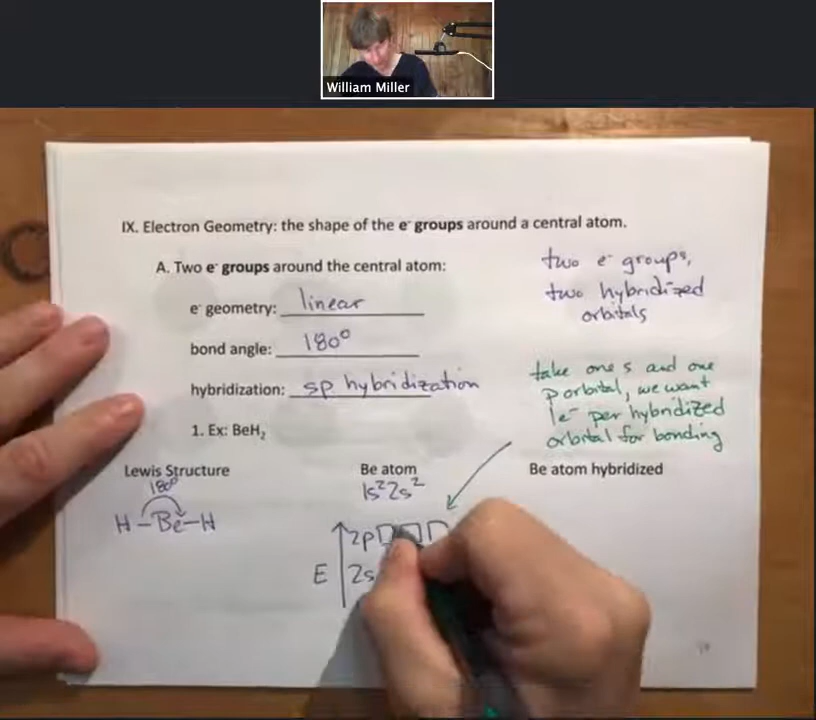 William Miller
IX. Electron Geometry: the shape of the e⁻ groups around a central atom.
A. Two e⁻ groups around the central atom:
two e⁻ groups,
two hybridized
orbitals
e⁻ geometry: linear
bond angle: 180°
hybridization: sp hybridization
take one s and one
p orbital, we want
1e⁻ per hybridized
orbital for bonding
1. Ex: BeH₂
Lewis Structure
180°
H-Be-H
Be atom
1s²2s²
2p
E
2s
Be atom hybridized